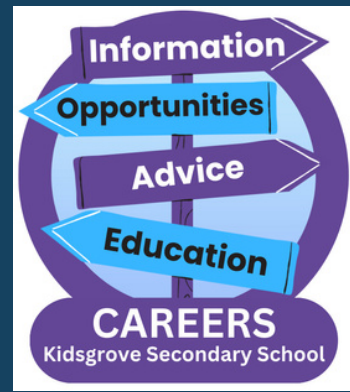 Information
Opportunities
Advice
Education
CAREERS
Kidsgrove Secondary School